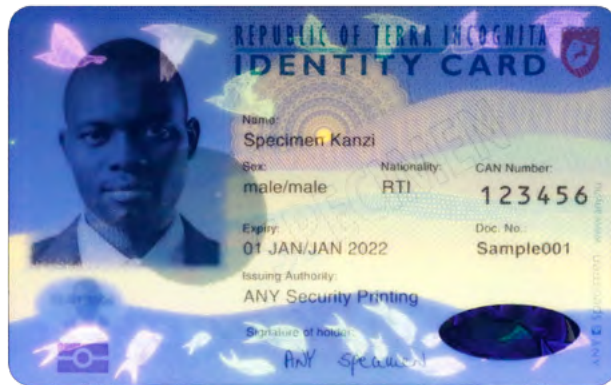 REPUBLIC OF TERRA INCOGNITA
IDENTITY CARD
Name:
Specimen Kanzi
Sex: Nationality: CAN Number:
male/male RTI 123456
Expiry: Doc. No.:
01 JAN/JAN 2022 Sample001
Issuing Authority:
ANY Security Printing
Signature of holder:
ANY Specimen
SPECIMEN